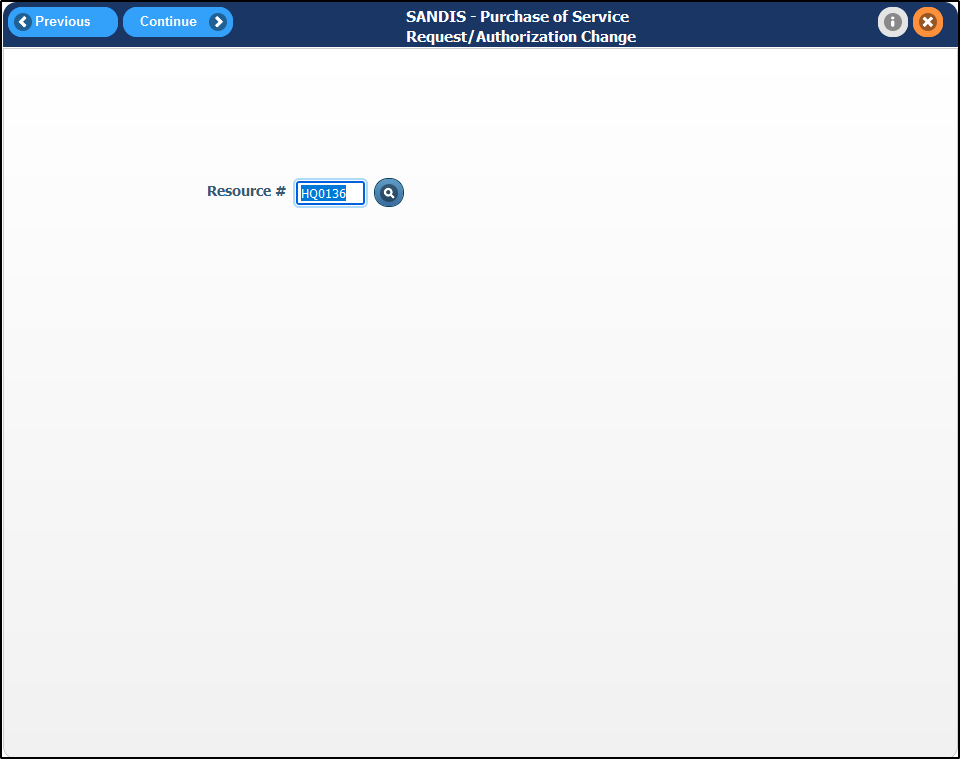 Previous
Continue
SANDIS - Purchase of Service
Request/Authorization Change
Resource #
HQ0136